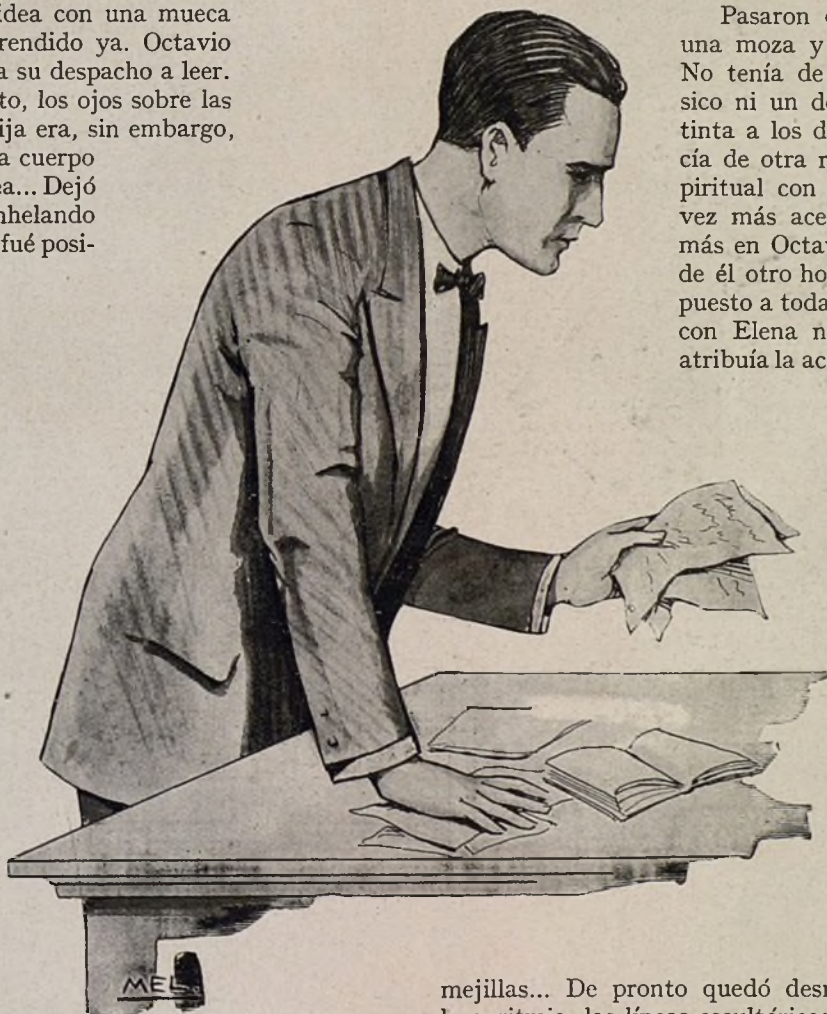 idea con una mueca
rendido ya. Octavio
a su despacho a leer.
to, los ojos sobre las
ija era, sin embargo,
a cuerpo
ea... Dejó
nhelando
fué posi-
Pasaron
una moza y
No tenía de
sico ni un de
tinta a los d
cía de otra r
piritual con
vez más ace
más en Octav
de él otro ho
puesto a toda
con Elena n
atribuía la ac
MEL.
mejillas... De pronto quedó desn